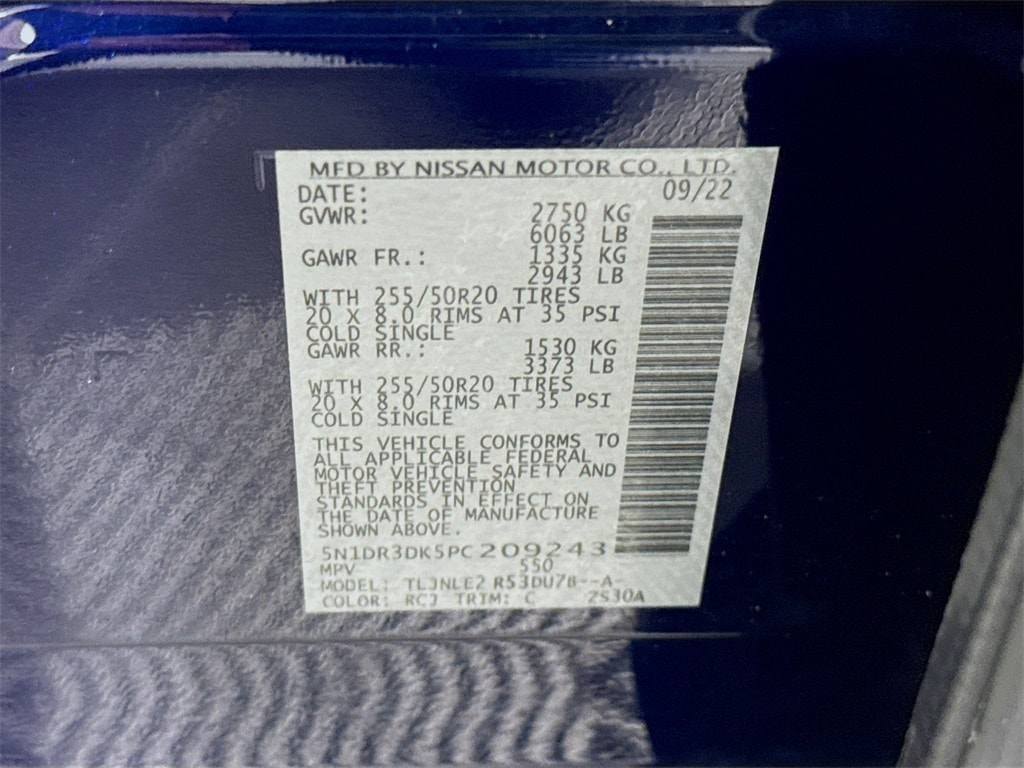 MFD BY NISSAN MOTOR CO., LTD.
DATE: 09/22
GVWR: 2750 KG
6063 LB
GAWR FR.: 1335 KG
2943 LB
WITH 255/50R20 TIRES
20 X 8.0 RIMS AT 35 PSI
COLD SINGLE
GAWR RR.: 1530 KG
3373 LB
WITH 255/50R20 TIRES
20 X 8.0 RIMS AT 35 PSI
COLD SINGLE
THIS VEHICLE CONFORMS TO
ALL APPLICABLE FEDERAL
MOTOR VEHICLE SAFETY AND
THEFT PREVENTION
STANDARDS IN EFFECT ON
THE DATE OF MANUFACTURE
SHOWN ABOVE.
5N1DR3DK5PC209243
MPV 550
MODEL: TLJNLE2 R53DU7B--A-
COLOR: RCJ TRIM: C 2S30A